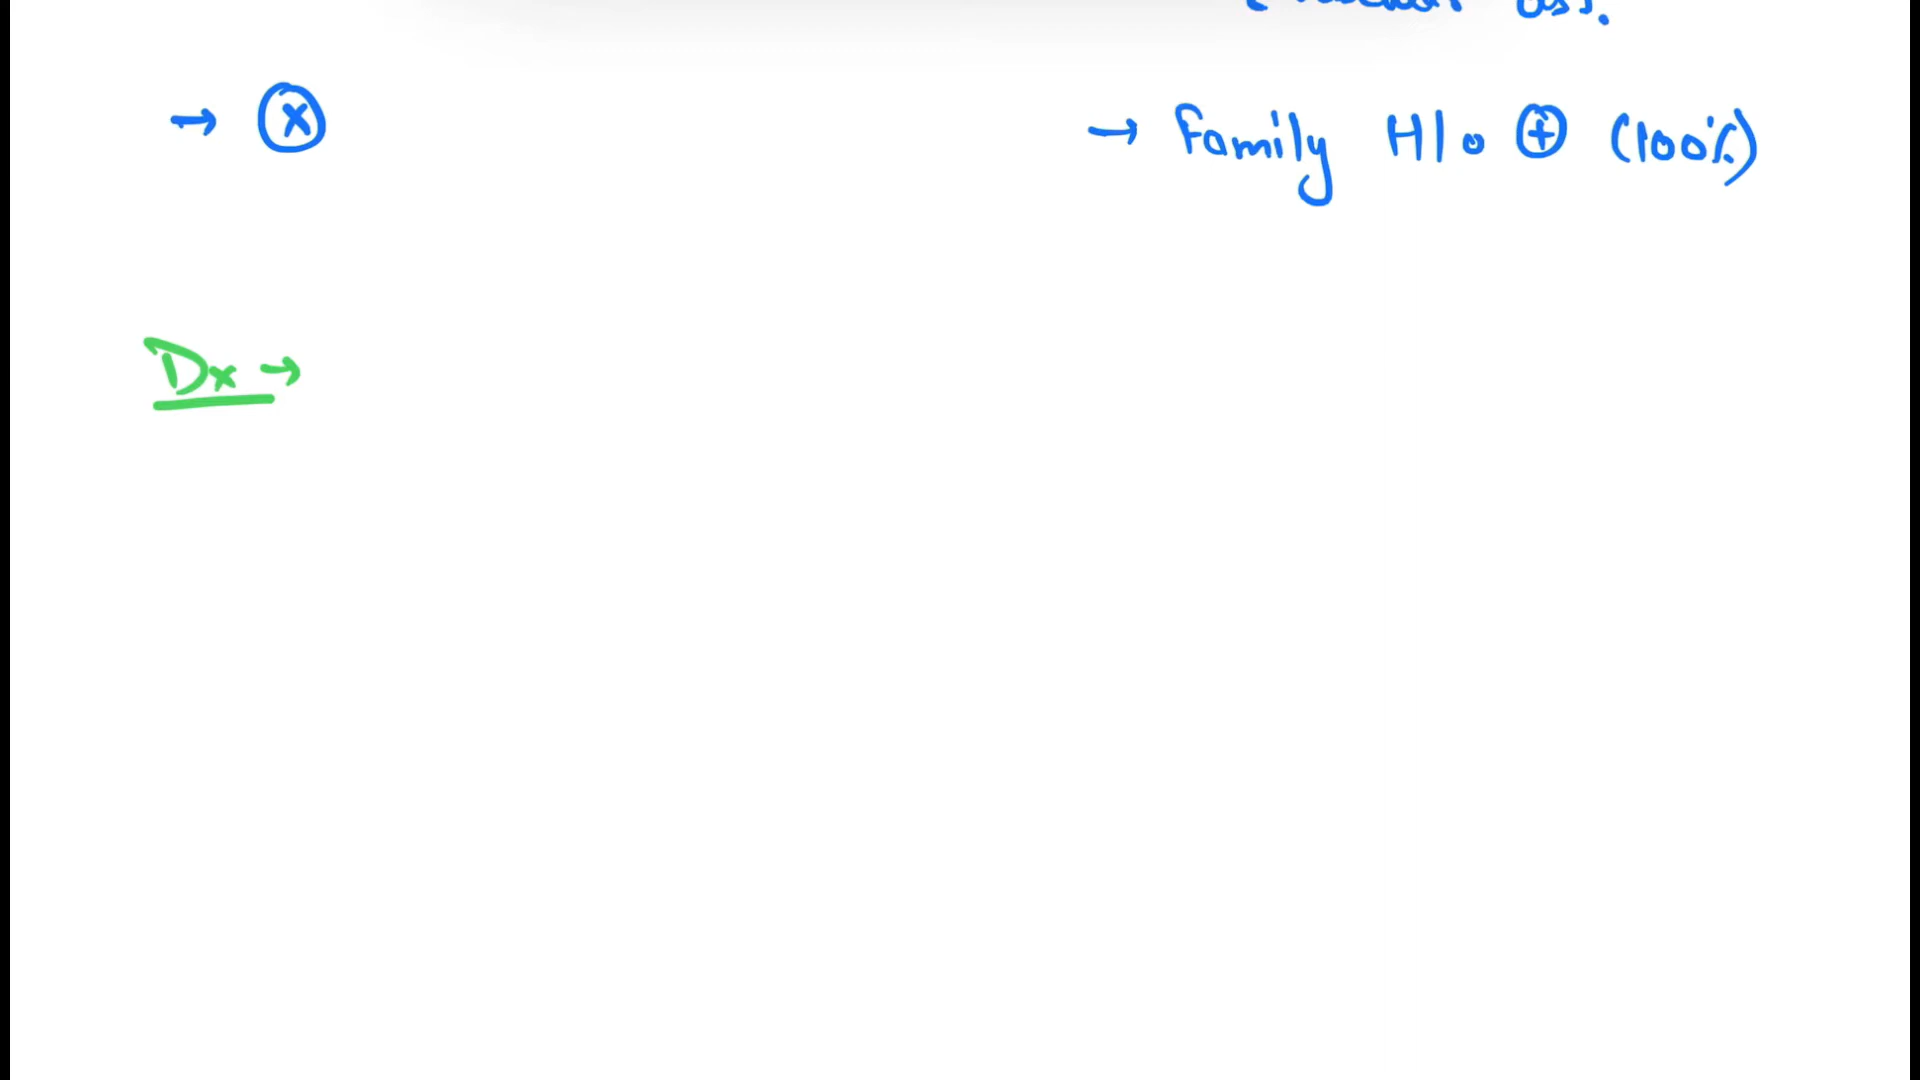 → ⓧ
→ Family H/o ⊕ (100%)
Dx →